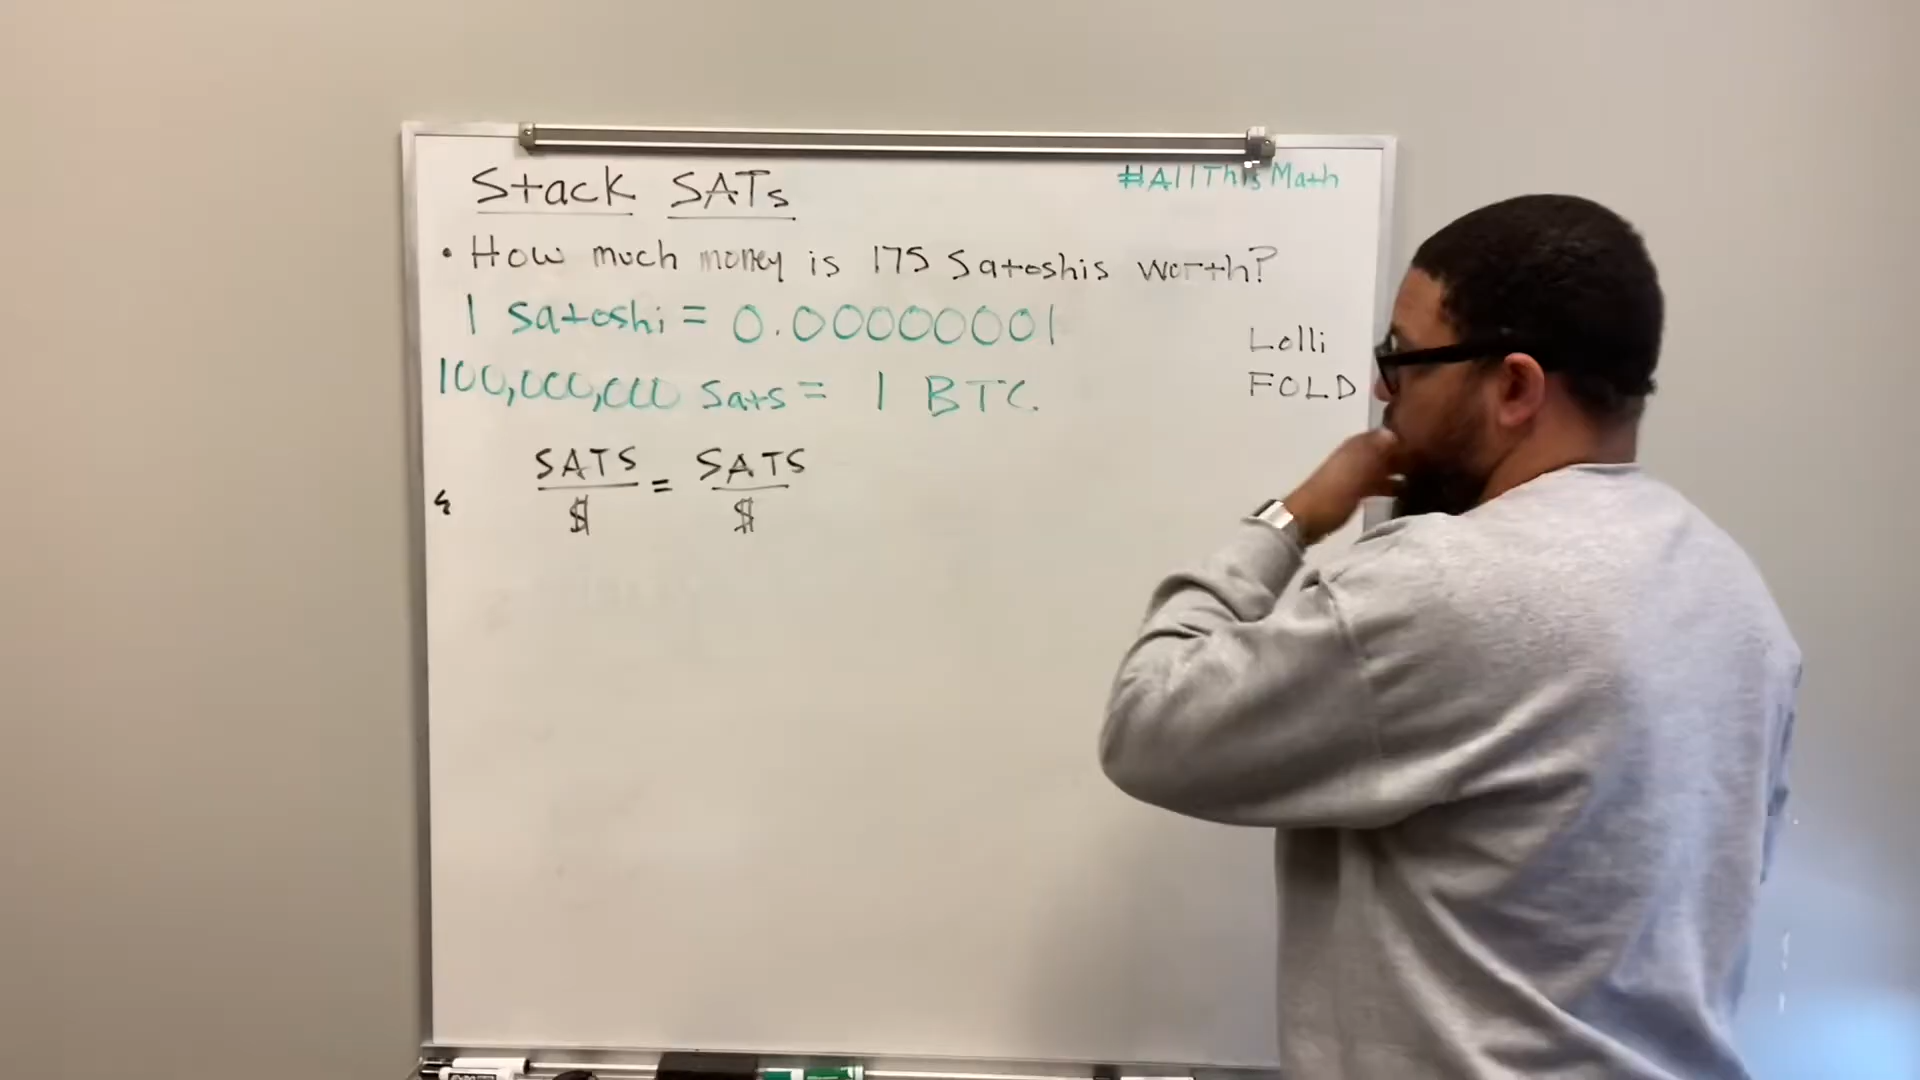 Stack SATs
#AllThisMath
• How much money is 175 Satoshis worth?
1 Satoshi = 0.00000001
100,000,000 Sats = 1 BTC.
Lolli
FOLD
SATS = SATS
$ $